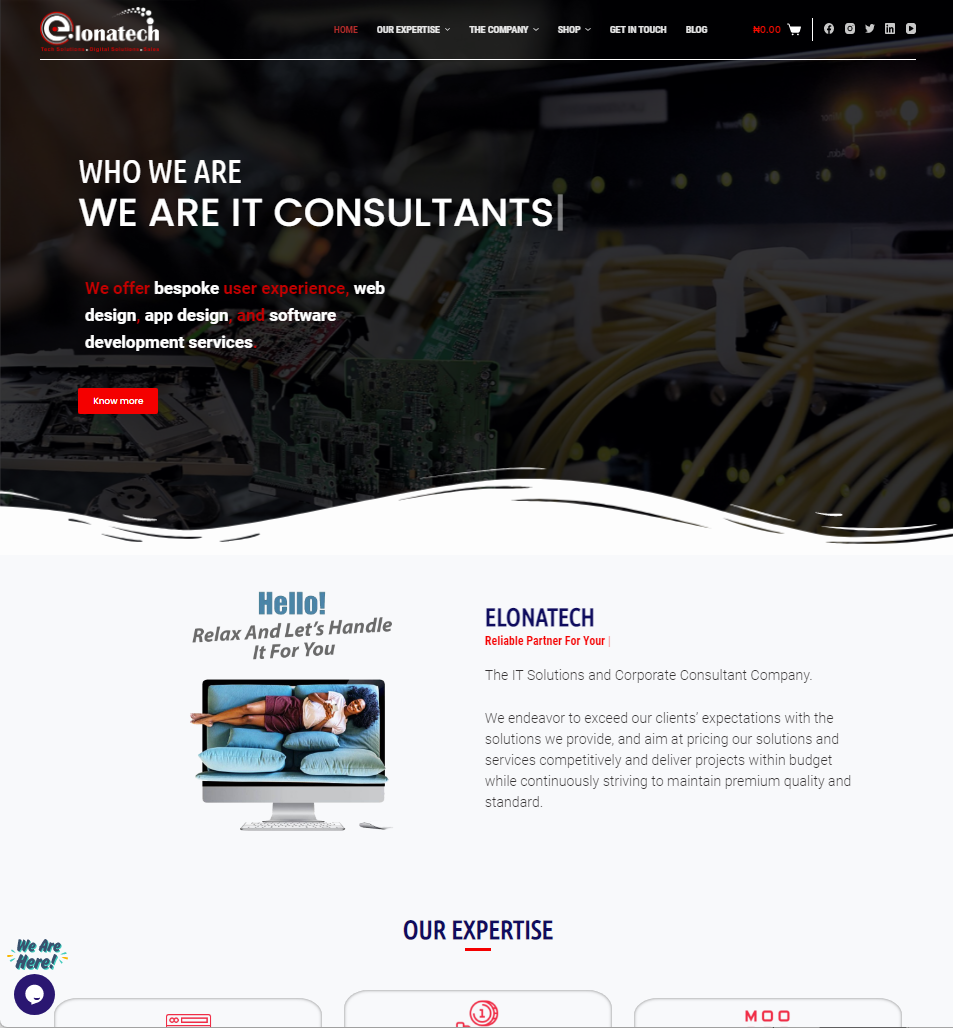 elonatech
Tech Solutions . Digital Solutions . Sales
HOME OUR EXPERTISE THE COMPANY SHOP GET IN TOUCH BLOG ₦0.00
WHO WE ARE
WE ARE IT CONSULTANTS|
We offer bespoke user experience, web
design, app design, and software
development services.
Know more
Hello!
Relax And Let's Handle
It For You
ELONATECH
Reliable Partner For Your |
The IT Solutions and Corporate Consultant Company.
We endeavor to exceed our clients' expectations with the
solutions we provide, and aim at pricing our solutions and
services competitively and deliver projects within budget
while continuously striving to maintain premium quality and
standard.
OUR EXPERTISE
We Are
Here!
1